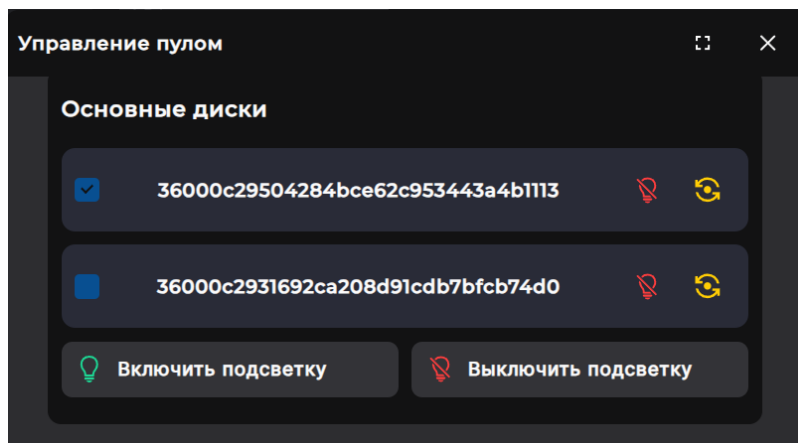 Управление пулом
Основные диски
36000c29504284bce62c953443a4b1113
36000c2931692ca208d91cdb7bfcb74d0
Включить подсветку
Выключить подсветку